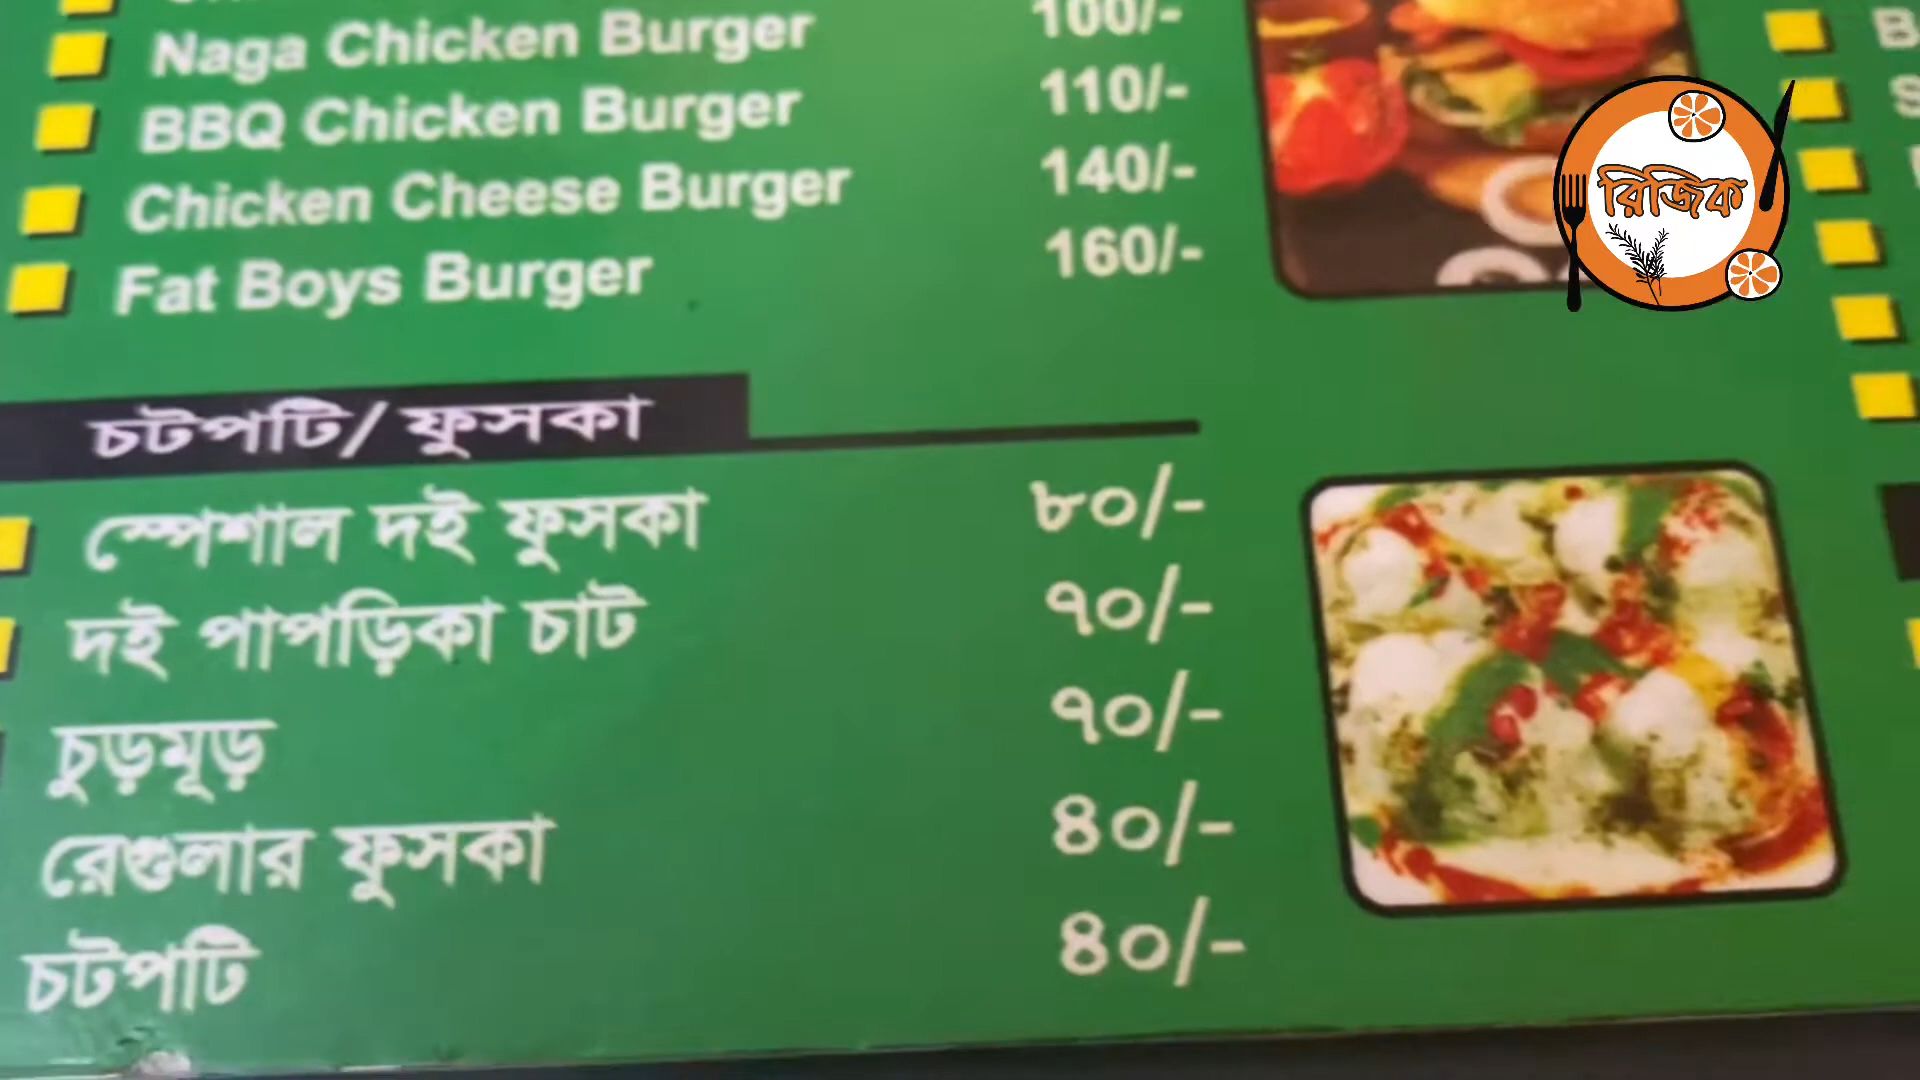 Naga Chicken Burger 100/-
BBQ Chicken Burger 110/-
Chicken Cheese Burger 140/-
Fat Boys Burger 160/-
রিজিক
চটপটি/ ফুসকা
স্পেশাল দই ফুসকা ৮০/-
দই পাপড়িকা চাট ৭০/-
চুড়মূড় ৭০/-
রেগুলার ফুসকা ৪০/-
চটপটি ৪০/-